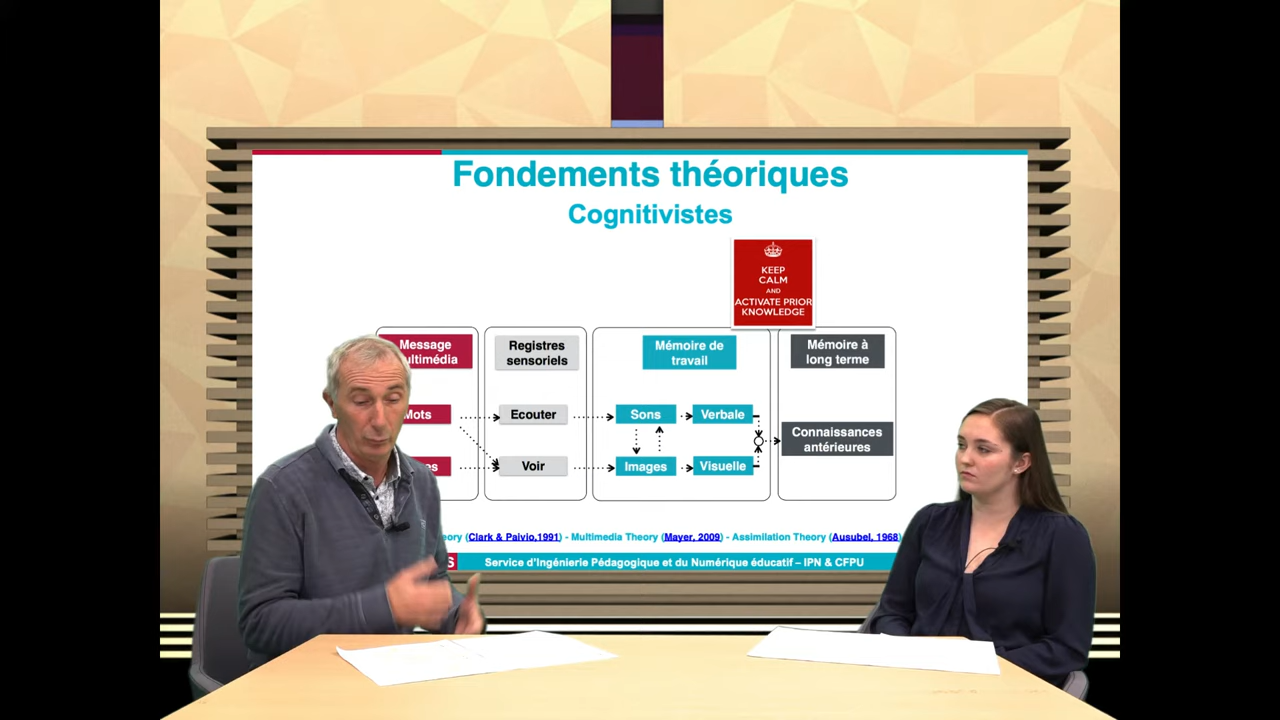 Fondements théoriques
Cognitivistes
KEEP
CALM
AND
ACTIVATE PRIOR
KNOWLEDGE
Message
Registres
sensoriels
Mémoire de
travail
Mémoire à
long terme
Mots
Ecouter
Sons
Verbale
Connaissances
antérieures
Voir
Images
Visuelle
(Clark & Paivio,1991) - Multimedia Theory (Mayer, 2009) - Assimilation Theory (Ausubel, 1968)
Service d'Ingénierie Pédagogique et du Numérique éducatif – IPN & CFPU